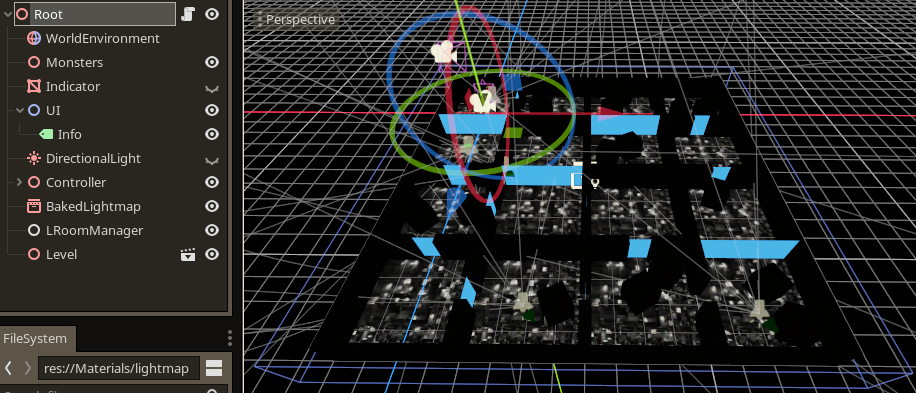 Root
Perspective
WorldEnvironment
Monsters
Indicator
UI
Info
DirectionalLight
Controller
BakedLightmap
LRoomManager
Level
FileSystem
res://Materials/lightmap